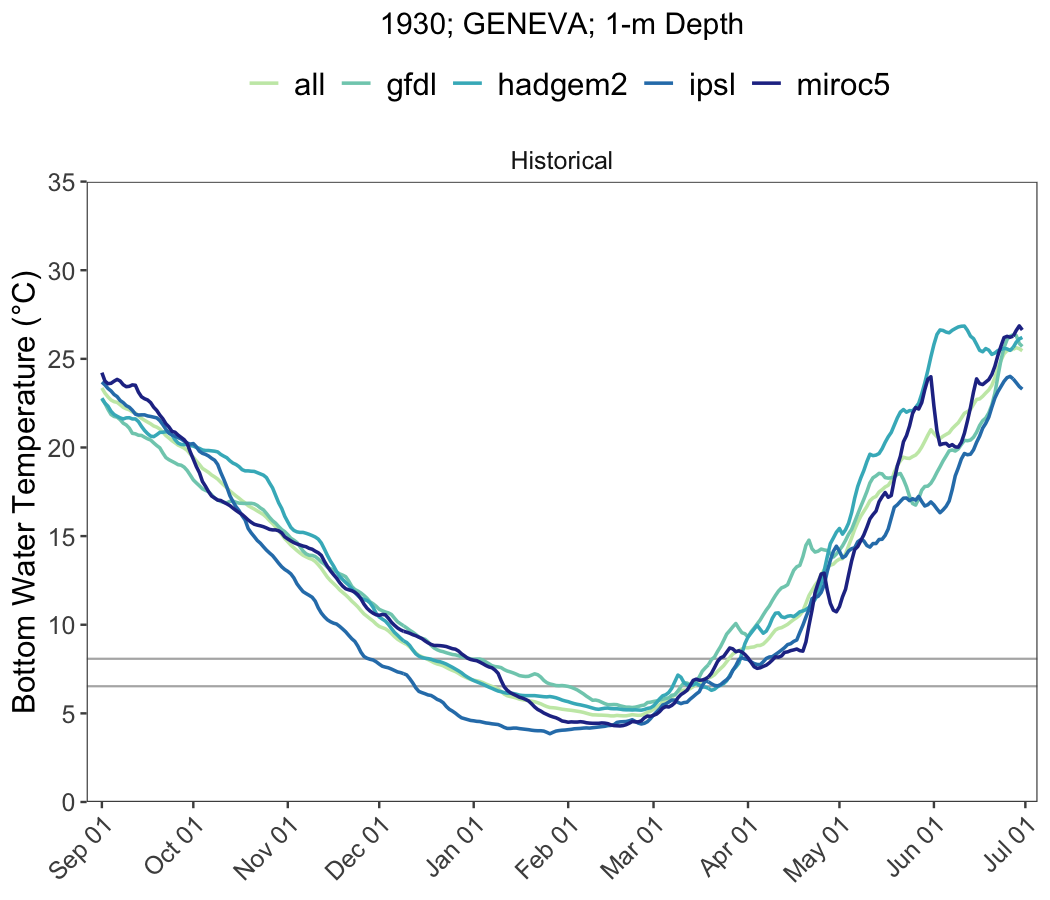 1930; GENEVA; 1-m Depth
all gfdl hadgem2 ipsl miroc5
Historical
Bottom Water Temperature (°C)
35
30
25
20
15
10
5
0
Sep 01 Oct 01 Nov 01 Dec 01 Jan 01 Feb 01 Mar 01 Apr 01 May 01 Jun 01 Jul 01